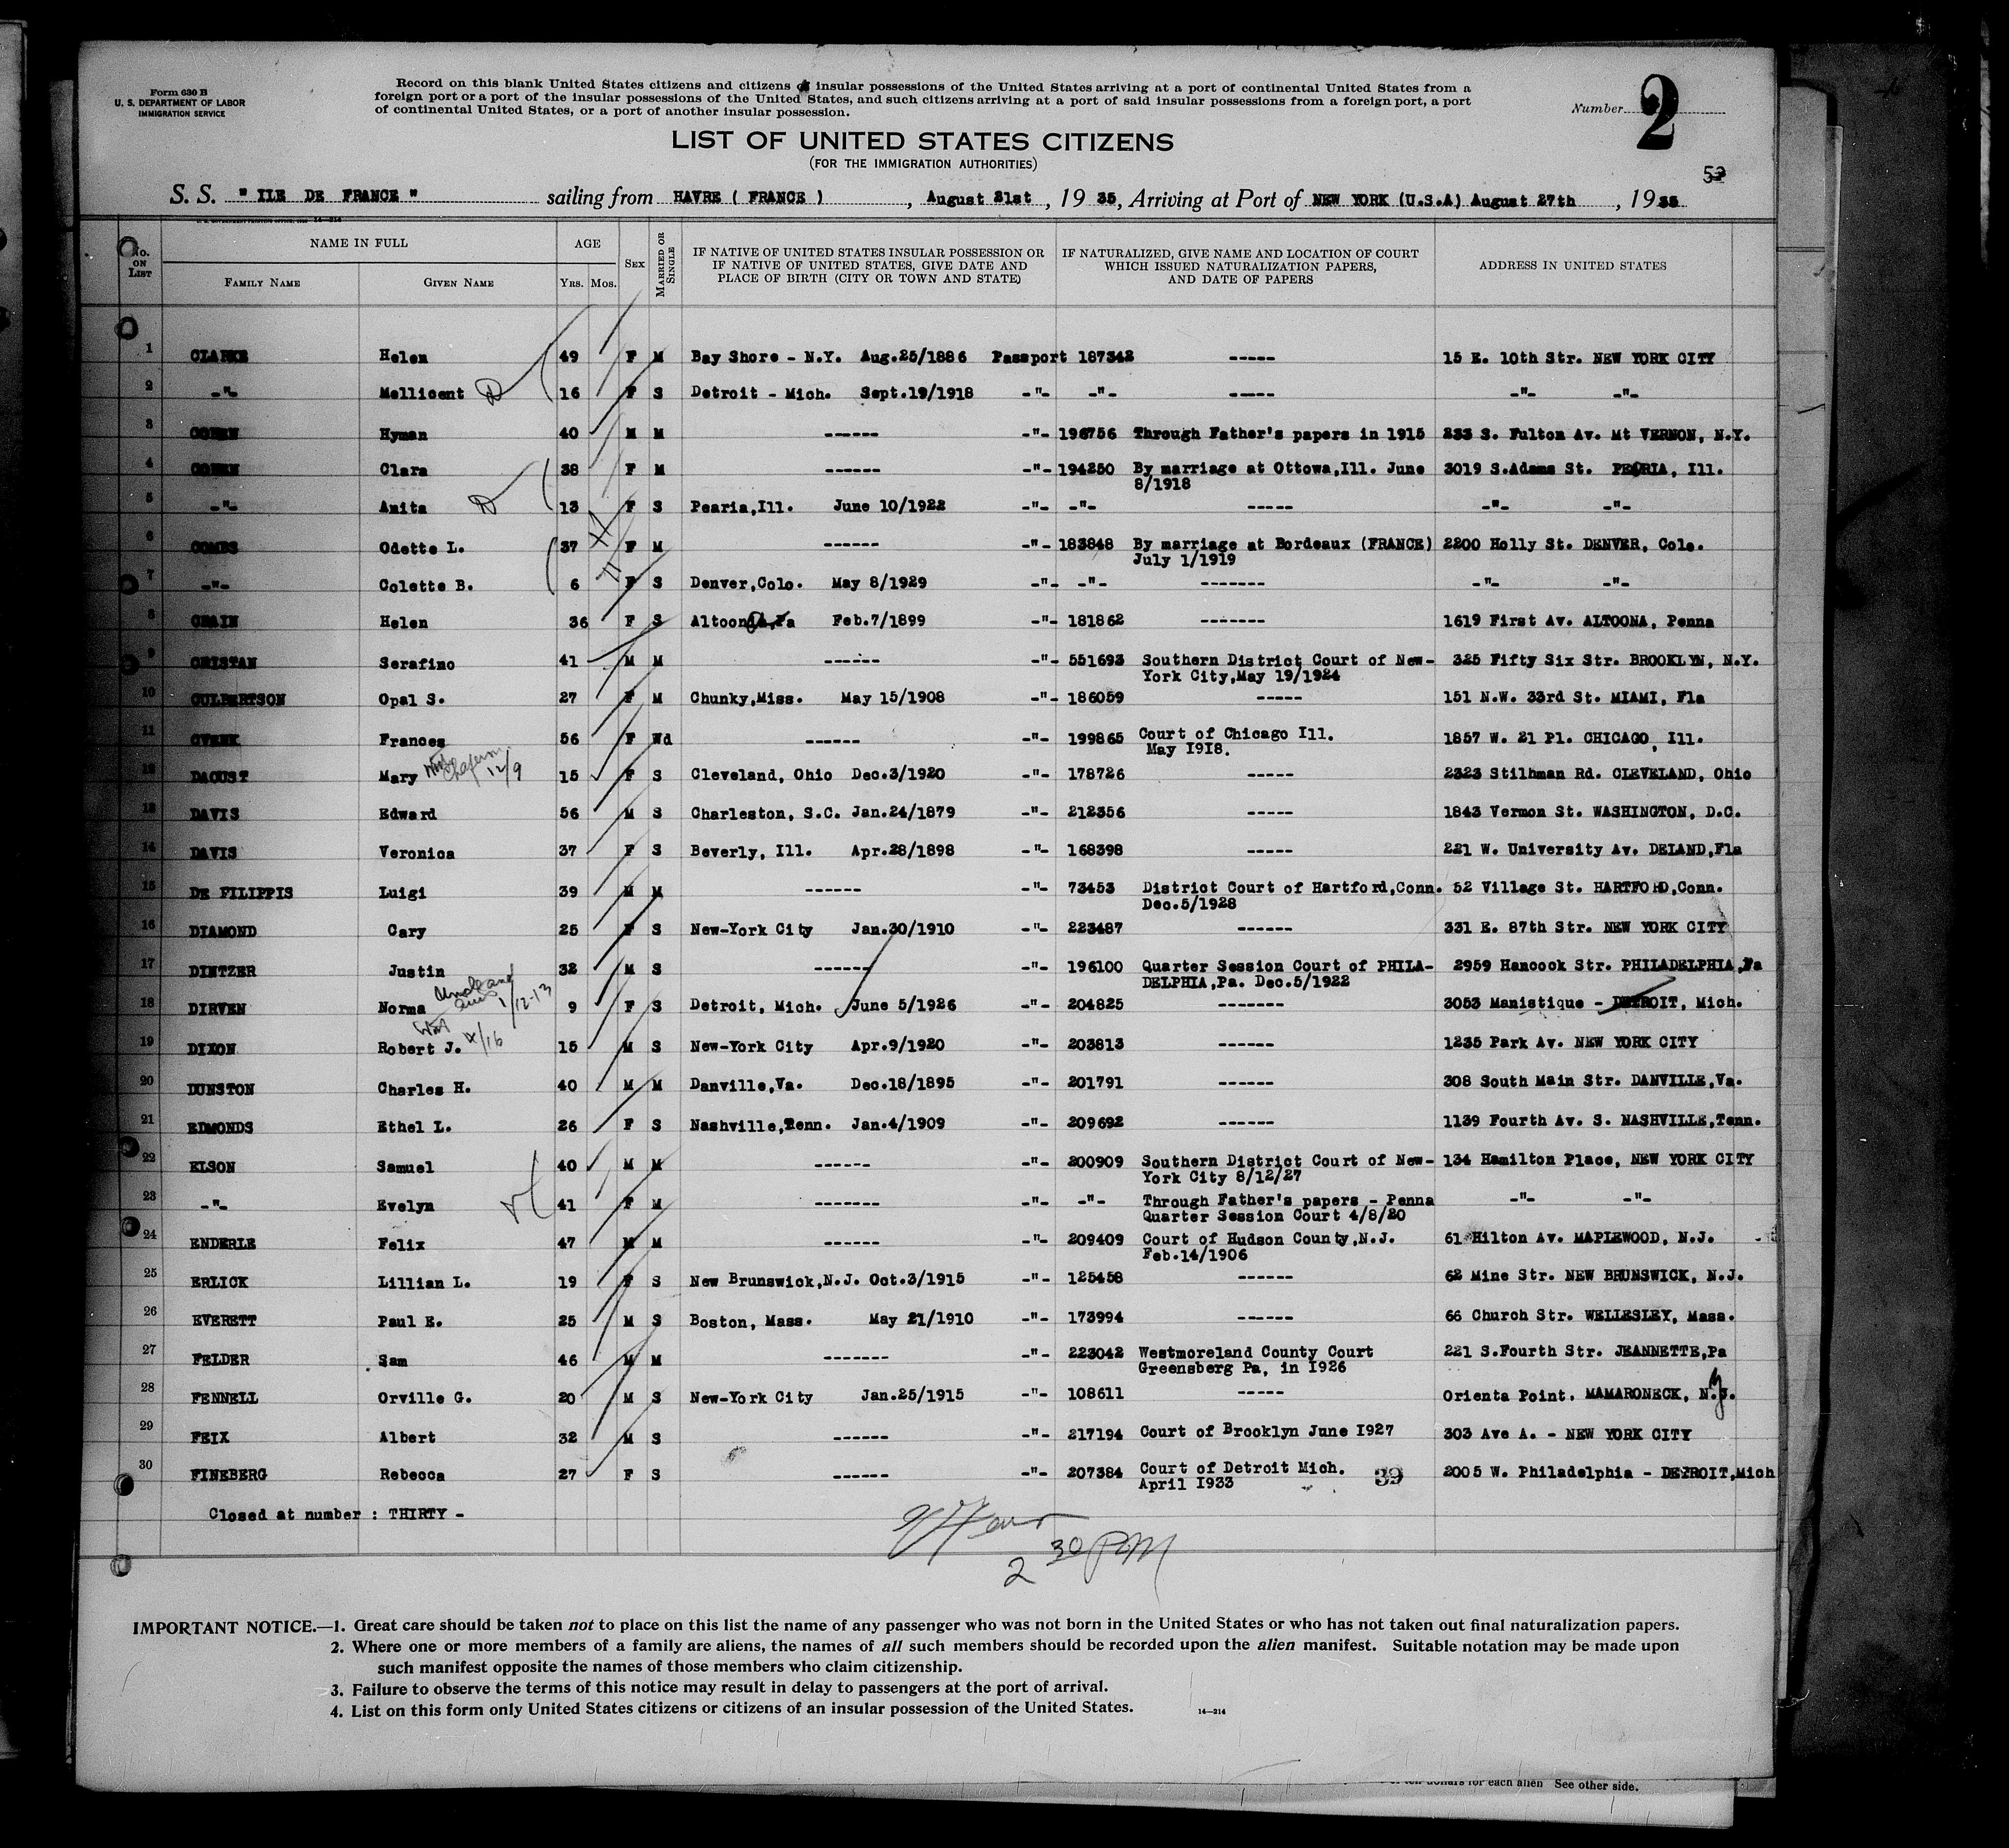 Form 630 B
U. S. DEPARTMENT OF LABOR
IMMIGRATION SERVICE
Record on this blank United States citizens and citizens of insular possessions of the United States arriving at a port of continental United States from a
foreign port or a port of the insular possessions of the United States, and such citizens arriving at a port of said insular possessions from a foreign port, a port
of continental United States, or a port of another insular possession.
Number 2
LIST OF UNITED STATES CITIZENS
(FOR THE IMMIGRATION AUTHORITIES)
S. S. " ILE DE FRANCE " sailing from HAVRE ( FRANCE ) , August 21st , 19 35, Arriving at Port of NEW YORK (U.S.A) August 27th , 19 35
No. ON LIST NAME IN FULL AGE SEX MARRIED OR SINGLE IF NATIVE OF UNITED STATES INSULAR POSSESSION OR IF NATIVE OF UNITED STATES, GIVE DATE AND PLACE OF BIRTH (CITY OR TOWN AND STATE) IF NATURALIZED, GIVE NAME AND LOCATION OF COURT WHICH ISSUED NATURALIZATION PAPERS, AND DATE OF PAPERS ADDRESS IN UNITED STATES
FAMILY NAME GIVEN NAME YRS. MOS.
1 CLARKE Helen 49 F M Bay Shore - N.Y. Aug.25/1886 Passport 187342 ----- 15 E. 10th Str. NEW YORK CITY
2 -"- Mellicent 16 F S Detroit - Mich. Sept.19/1918 -"- -"- ----- -"- -"-
3 COHEN Hyman 40 M M ------ -"- 196756 Through Father's papers in 1915 233 S. Fulton Av. Mt VERNON, N.Y.
4 COHEN Clara 38 F M ------ -"- 194250 By marriage at Ottowa,Ill. June 3019 S.Adams St. PEORIA, Ill.
8/1918
5 -"- Anita 13 F S Pearia,Ill. June 10/1922 -"- -"- ----- -"- -"-
6 COMBS Odette L. 37 F M ------ -"- 183848 By marriage at Bordeaux (FRANCE) 2200 Holly St. DENVER, Colo.
July 1/1919
7 -"- Colette B. 6 F S Denver,Colo. May 8/1929 -"- -"- ------- -"- -"-
8 CRAIN Helen 36 F S Altoona,Pa Feb.7/1899 -"- 181862 ------- 1619 First Av. ALTOONA, Penna
9 CRISTAN Serafino 41 M M ------ -"- 551693 Southern District Court of New- 325 Fifty Six Str. BROOKLYN, N.Y.
York City,May 19/1924
10 CULBERTSON Opal S. 27 F M Chunky,Miss. May 15/1908 -"- 186059 ----- 151 N.W. 33rd St. MIAMI, Fla
11 CVENK Frances 56 F Wd ------ -"- 199865 Court of Chicago Ill. 1857 W. 21 Pl. CHICAGO, Ill.
May 1918.
12 DAOUST Mary 12/9 15 F S Cleveland, Ohio Dec.3/1920 -"- 178726 ----- 2323 Stilhman Rd. CLEVELAND, Ohio
13 DAVIS Edward 56 M S Charleston, S.C. Jan.24/1879 -"- 212356 ----- 1843 Vermon St. WASHINGTON, D.C.
14 DAVIS Veronica 37 F S Beverly, Ill. Apr.28/1898 -"- 168398 ----- 221 W. University Av. DELAND,Fla
15 DE FILIPPIS Luigi 39 M M ------ -"- 73453 District Court of Hartford,Conn. 52 Village St. HARTFORD,Conn.
Dec.5/1928
16 DIAMOND Cary 25 F S New-York City Jan.30/1910 -"- 223487 ------ 331 E. 87th Str. NEW YORK CITY
17 DINTZER Justin 32 M S ------ -"- 196100 Quarter Session Court of PHILA- 2959 Hancock Str. PHILADELPHIA,Pa
DELPHIA,Pa. Dec.5/1922
18 DIRVEN Norma 9 F S Detroit, Mich. June 5/1926 -"- 204825 ------- 3053 Manistique - DETROIT, Mich.
19 DIXON Robert J. 15 M S New-York City Apr.9/1920 -"- 203813 ------ 1235 Park Av. NEW YORK CITY
20 DUNSTON Charles H. 40 M M Danville,Va. Dec.18/1895 -"- 201791 ------ 308 South Main Str. DANVILLE,Va.
21 EDMONDS Ethel L. 26 F S Nashville,Tenn. Jan.4/1909 -"- 209692 ------ 1139 Fourth Av. S. NASHVILLE,Tenn.
22 ELSON Samuel 40 M M ------ -"- 200909 Southern District Court of New- 134 Hamilton Place, NEW YORK CITY
York City 8/12/27
23 -"- Evelyn 41 F M ------- -"- -"- Through Father's papers - Penna -"- -"-
Quarter Session Court 4/8/20
24 ENDERLE Felix 47 M M ------ -"- 209409 Court of Hudson County,N.J. 61 Hilton Av. MAPLEWOOD, N.J.
Feb.14/1906
25 ERLICK Lillian L. 19 F S New Brunswick,N.J. Oct.3/1915 -"- 125458 ------ 62 Mine Str. NEW BRUNSWICK, N.J.
26 EVERETT Paul E. 25 M S Boston, Mass. May 21/1910 -"- 173994 ------ 66 Church Str. WELLESLEY, Mass.
27 FELDER Sam 46 M M ------- -"- 223042 Westmoreland County Court 221 S.Fourth Str. JEANNETTE,Pa
Greensberg Pa, in 1926
28 FENNELL Orville G. 20 M S New-York City Jan.25/1915 -"- 108611 ----- Orienta Point. MAMARONECK, N.Y.
29 FEIX Albert 32 M S ------ -"- 217194 Court of Brooklyn June 1927 303 Ave A. - NEW YORK CITY
30 FINEBERG Rebecca 27 F S ------ -"- 207384 Court of Detroit Mich. 39 2005 W. Philadelphia - DETROIT,Mich
April 1933
Closed at number : THIRTY -
2 30 PM
IMPORTANT NOTICE.—1. Great care should be taken not to place on this list the name of any passenger who was not born in the United States or who has not taken out final naturalization papers.
2. Where one or more members of a family are aliens, the names of all such members should be recorded upon the alien manifest. Suitable notation may be made upon
such manifest opposite the names of those members who claim citizenship.
3. Failure to observe the terms of this notice may result in delay to passengers at the port of arrival.
4. List on this form only United States citizens or citizens of an insular possession of the United States.
14—214
for each alien See other side.